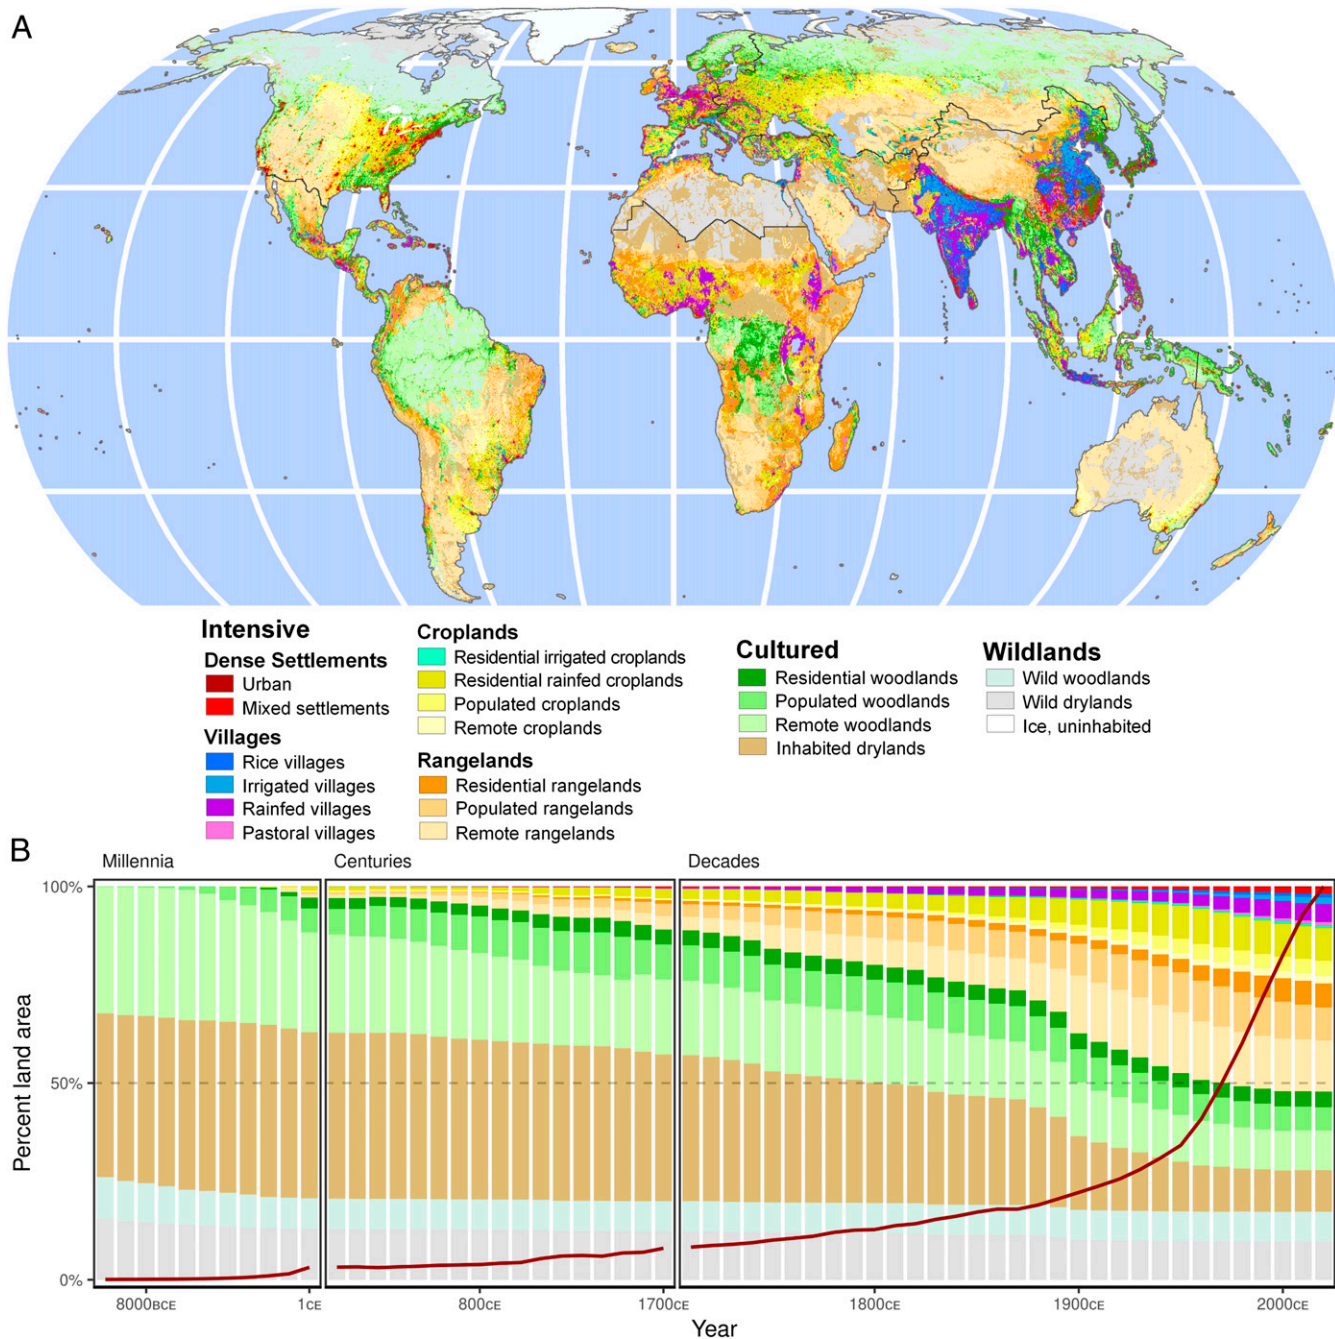 A
Intensive
Dense Settlements
Urban
Mixed settlements
Villages
Rice villages
Irrigated villages
Rainfed villages
Pastoral villages
Croplands
Residential irrigated croplands
Residential rainfed croplands
Populated croplands
Remote croplands
Rangelands
Residential rangelands
Populated rangelands
Remote rangelands
Cultured
Residential woodlands
Populated woodlands
Remote woodlands
Inhabited drylands
Wildlands
Wild woodlands
Wild drylands
Ice, uninhabited
B
Millennia
Centuries
Decades
100%
50%
0%
Percent land area
8000BCE
1CE
800CE
1700CE
1800CE
1900CE
2000CE
Year